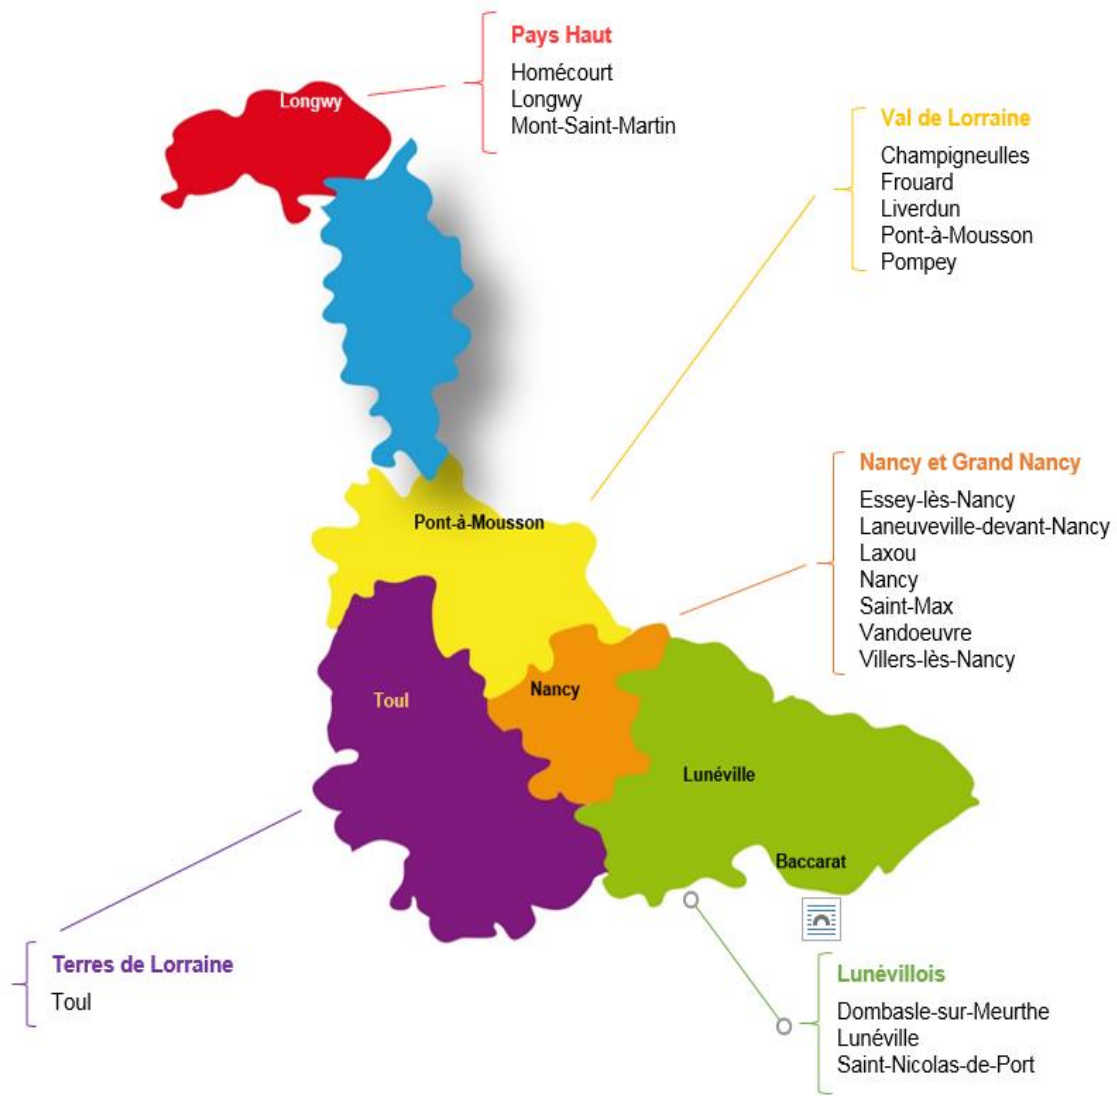 Pays Haut
Homécourt
Longwy
Mont-Saint-Martin
Longwy
Val de Lorraine
Champigneulles
Frouard
Liverdun
Pont-à-Mousson
Pompey
Pont-à-Mousson
Nancy et Grand Nancy
Essey-lès-Nancy
Laneuveville-devant-Nancy
Laxou
Nancy
Saint-Max
Vandoeuvre
Villers-lès-Nancy
Nancy
Toul
Lunéville
Baccarat
Terres de Lorraine
Toul
Lunévillois
Dombasle-sur-Meurthe
Lunéville
Saint-Nicolas-de-Port